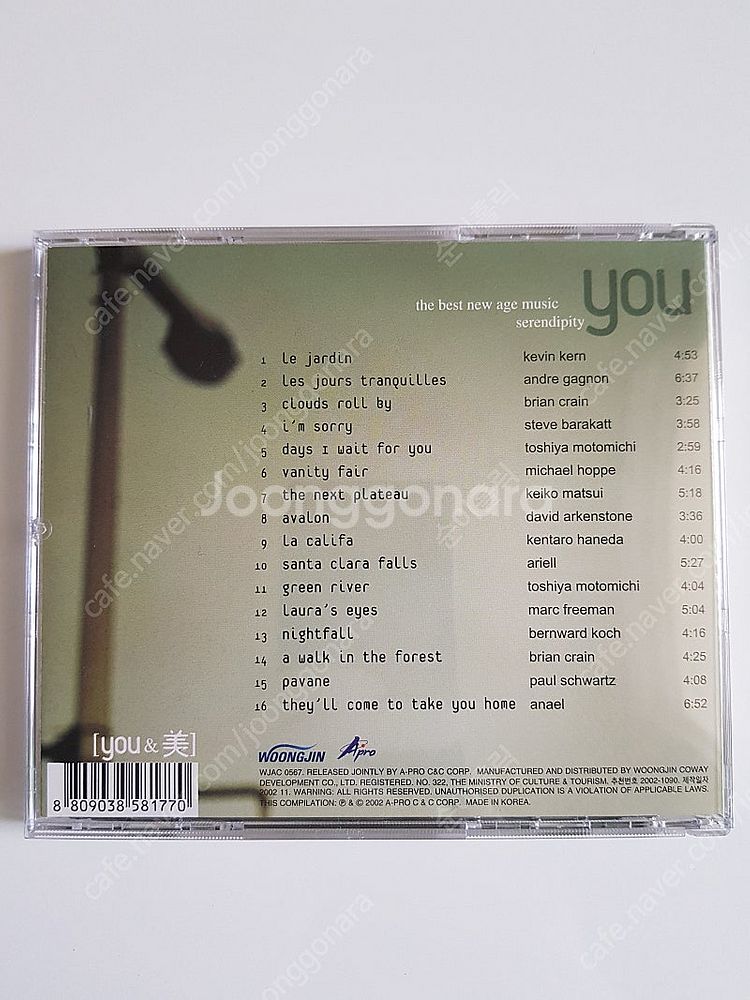 you
the best new age music
serendipity
1 le jardin kevin kern 4:53
2 les jours tranquilles andre gagnon 6:37
3 clouds roll by brian crain 3:25
4 i'm sorry steve barakatt 3:58
5 days I wait for you toshiya motomichi 2:59
6 vanity fair michael hoppe 4:16
7 the next plateau keiko matsui 5:18
8 avalon david arkenstone 3:36
9 la califa kentaro haneda 4:00
10 santa clara falls ariell 5:27
11 green river toshiya motomichi 4:04
12 laura's eyes marc freeman 5:04
13 nightfall bernward koch 4:16
14 a walk in the forest brian crain 4:25
15 pavane paul schwartz 4:08
16 they'll come to take you home anael 6:52
[you & 美]
WOONGJIN A'pro
8 809038 581770
WJAC 0567. RELEASED JOINTLY BY A-PRO C&C CORP. MANUFACTURED AND DISTRIBUTED BY WOONGJIN COWAY
DEVELOPMENT CO., LTD. REGISTERED. NO. 322, THE MINISTRY OF CULTURE & TOURISM. 추천번호 2002-1090. 제작일자
2002 11. WARNING: ALL RIGHTS RESERVED. UNAUTHORISED DUPLICATION IS A VIOLATION OF APPLICABLE LAWS.
THIS COMPILATION: ℗ & © 2002 A-PRO C & C CORP. MADE IN KOREA.
Joonggonara
cafe.naver.com/joonggonara